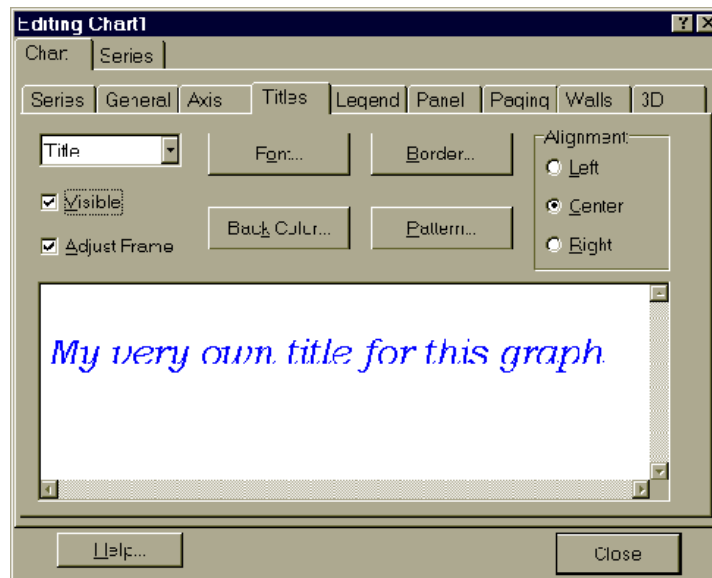 Editing Chart1
Chart Series
Series General Axis Titles Legend Panel Paging Walls 3D
Title Font... Border... Alignment
Left
Visible
Center
Back Color... Pattern...
Adjust Frame
Right
My very own title for this graph
Help... Close